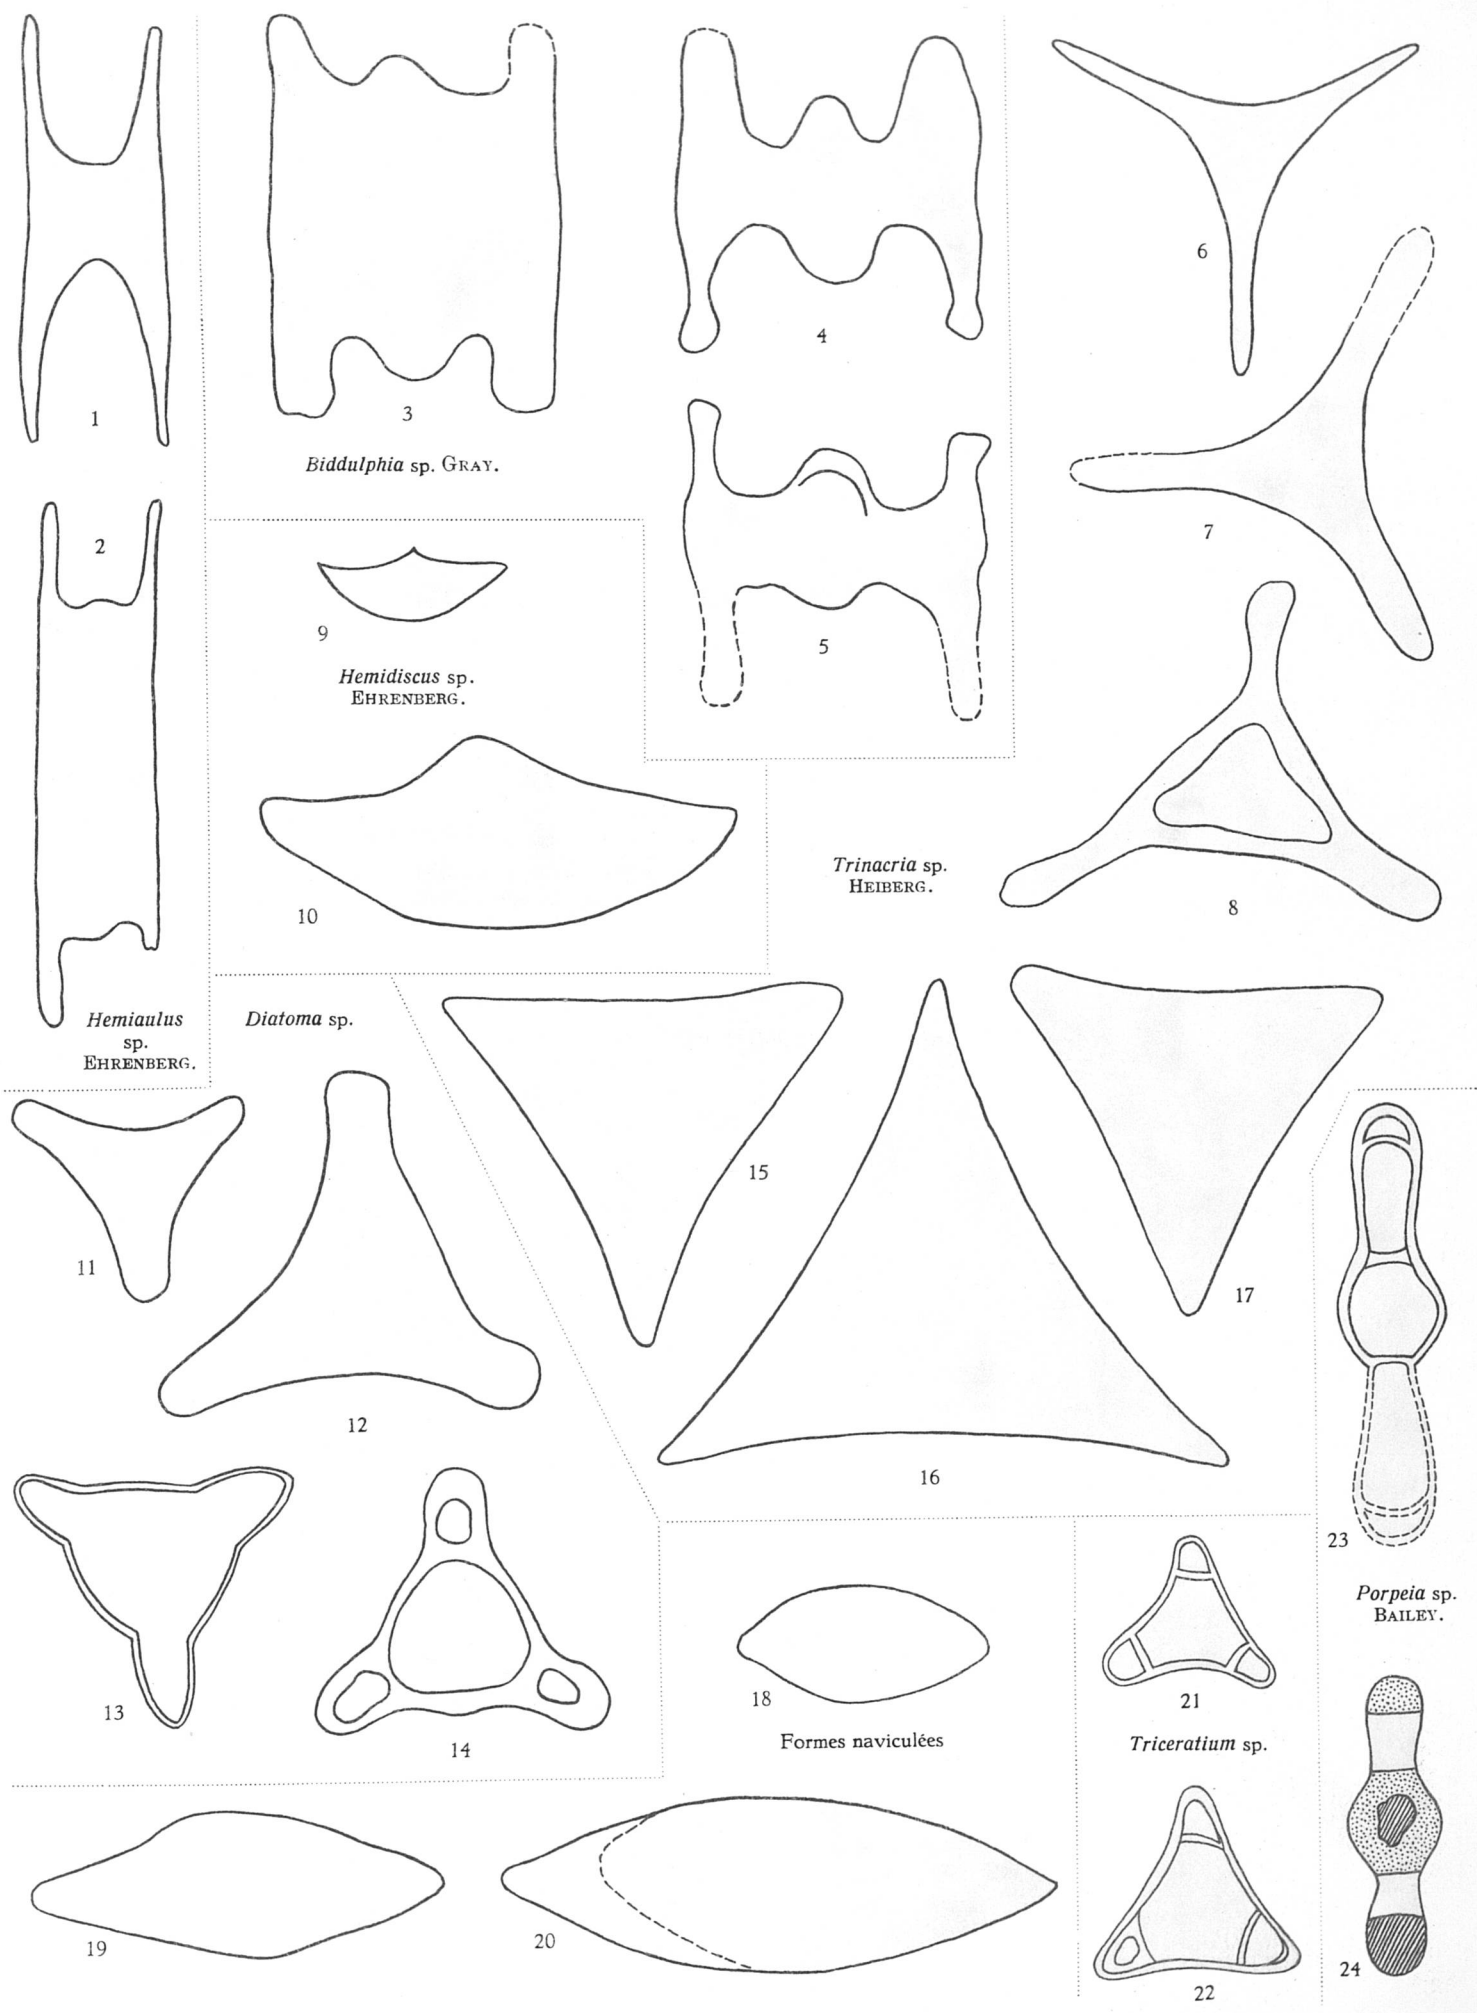 1
2
3
Biddulphia sp. GRAY.
4
5
6
7
8
9
Hemidiscus sp.
EHRENBERG.
10
Trinacria sp.
HEIBERG.
Hemiaulus
sp.
EHRENBERG.
Diatoma sp.
11
12
13
14
15
16
17
18
Formes naviculées
19
20
21
Triceratium sp.
22
23
Porpeia sp.
BAILEY.
24